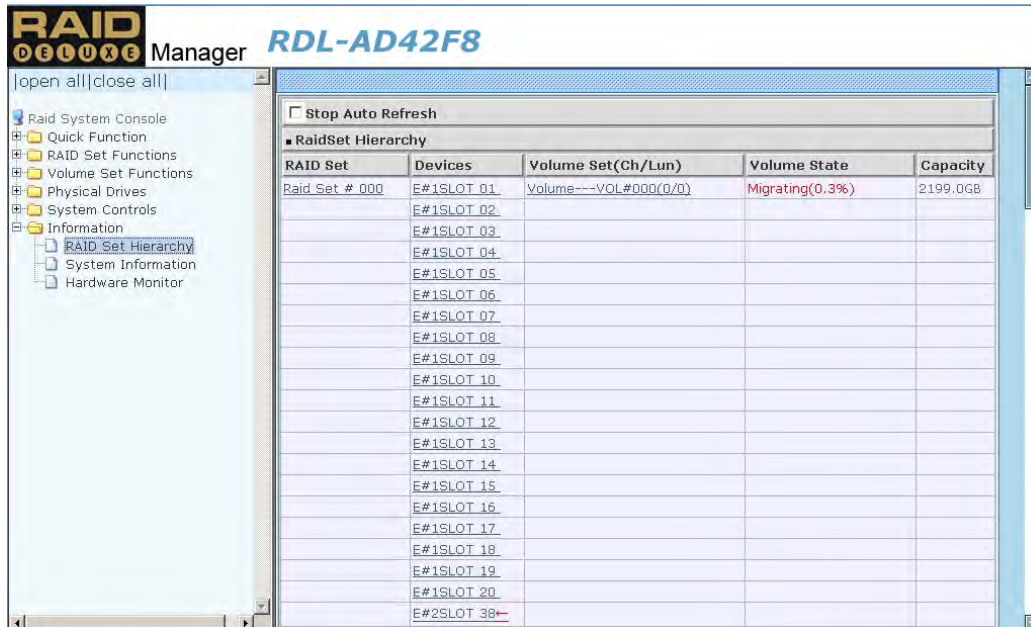 RAID
DELUXE Manager RDL-AD42F8
|open all|close all|
Raid System Console
Quick Function
RAID Set Functions
Volume Set Functions
Physical Drives
System Controls
Information
RAID Set Hierarchy
System Information
Hardware Monitor
Stop Auto Refresh
RaidSet Hierarchy
RAID Set Devices Volume Set(Ch/Lun) Volume State Capacity
Raid Set # 000 E#1SLOT 01 Volume---VOL#000(0/0) Migrating(0.3%) 2199.0GB
E#1SLOT 02
E#1SLOT 03
E#1SLOT 04
E#1SLOT 05
E#1SLOT 06
E#1SLOT 07
E#1SLOT 08
E#1SLOT 09
E#1SLOT 10
E#1SLOT 11
E#1SLOT 12
E#1SLOT 13
E#1SLOT 14
E#1SLOT 15
E#1SLOT 16
E#1SLOT 17
E#1SLOT 18
E#1SLOT 19
E#1SLOT 20
E#2SLOT 38←